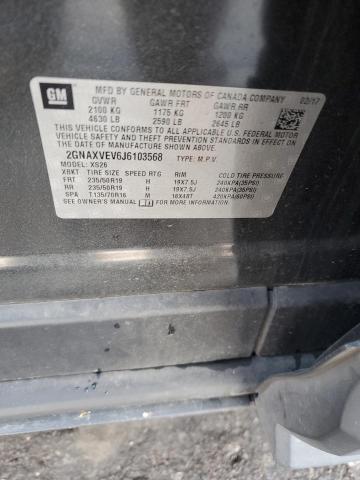 GM
MFD BY GENERAL MOTORS OF CANADA COMPANY 02/17
GVWR GAWR FRT GAWR RR
2100 KG 1175 KG 1200 KG
4630 LB 2590 LB 2645 LB
THIS VEHICLE CONFORMS TO ALL APPLICABLE U.S. FEDERAL
MOTOR VEHICLE SAFETY STANDARDS IN EFFECT ON
THE DATE OF MANUFACTURE SHOWN ABOVE.
2GNAXVEV6J6103568 TYPE: M.P.V.
MODEL: XS26
XBKT TIRE SIZE SPEED RTG RIM COLD TIRE PRESSURE
FRT 235/50R19 H 19X7.5J 240KPA(35PSI)
RR 235/50R19 H 19X7.5J 240KPA(35PSI)
SPA T135/70R16 M 16X4BT 420KPA(60PSI)
SEE OWNER'S MANUAL FOR MORE INFORMATION.